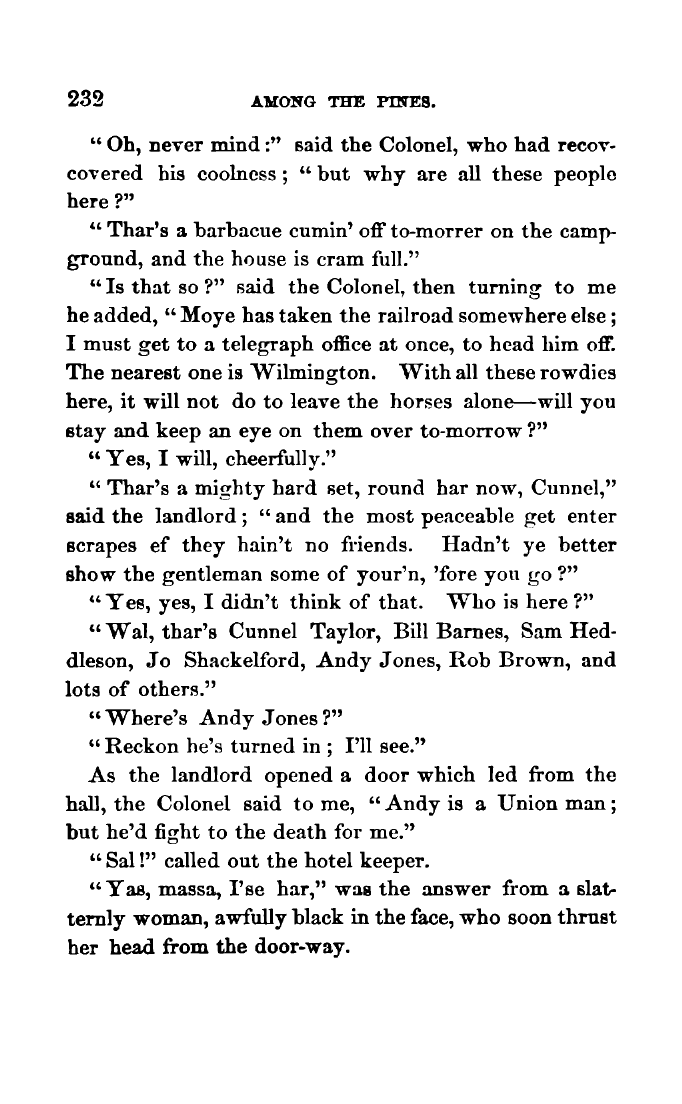 232 AMONG THE PINES.
“Oh, never mind:” said the Colonel, who had recov-
covered his coolness; “but why are all these people
here?”
“Thar’s a barbacue cumin’ off to-morrer on the camp-
ground, and the house is cram full.”
“Is that so?” said the Colonel, then turning to me
he added, “Moye has taken the railroad somewhere else;
I must get to a telegraph office at once, to head him off.
The nearest one is Wilmington. With all these rowdies
here, it will not do to leave the horses alone—will you
stay and keep an eye on them over to-morrow?”
“Yes, I will, cheerfully.”
“Thar’s a mighty hard set, round har now, Cunnel,”
said the landlord; “and the most peaceable get enter
scrapes ef they hain’t no friends. Hadn’t ye better
show the gentleman some of your’n, ’fore you go?”
“Yes, yes, I didn’t think of that. Who is here?”
“Wal, thar’s Cunnel Taylor, Bill Barnes, Sam Hed-
dleson, Jo Shackelford, Andy Jones, Rob Brown, and
lots of others.”
“Where’s Andy Jones?”
“Reckon he’s turned in; I’ll see.”
As the landlord opened a door which led from the
hall, the Colonel said to me, “Andy is a Union man;
but he’d fight to the death for me.”
“Sal!” called out the hotel keeper.
“Yas, massa, I’se har,” was the answer from a slat-
ternly woman, awfully black in the face, who soon thrust
her head from the door-way.